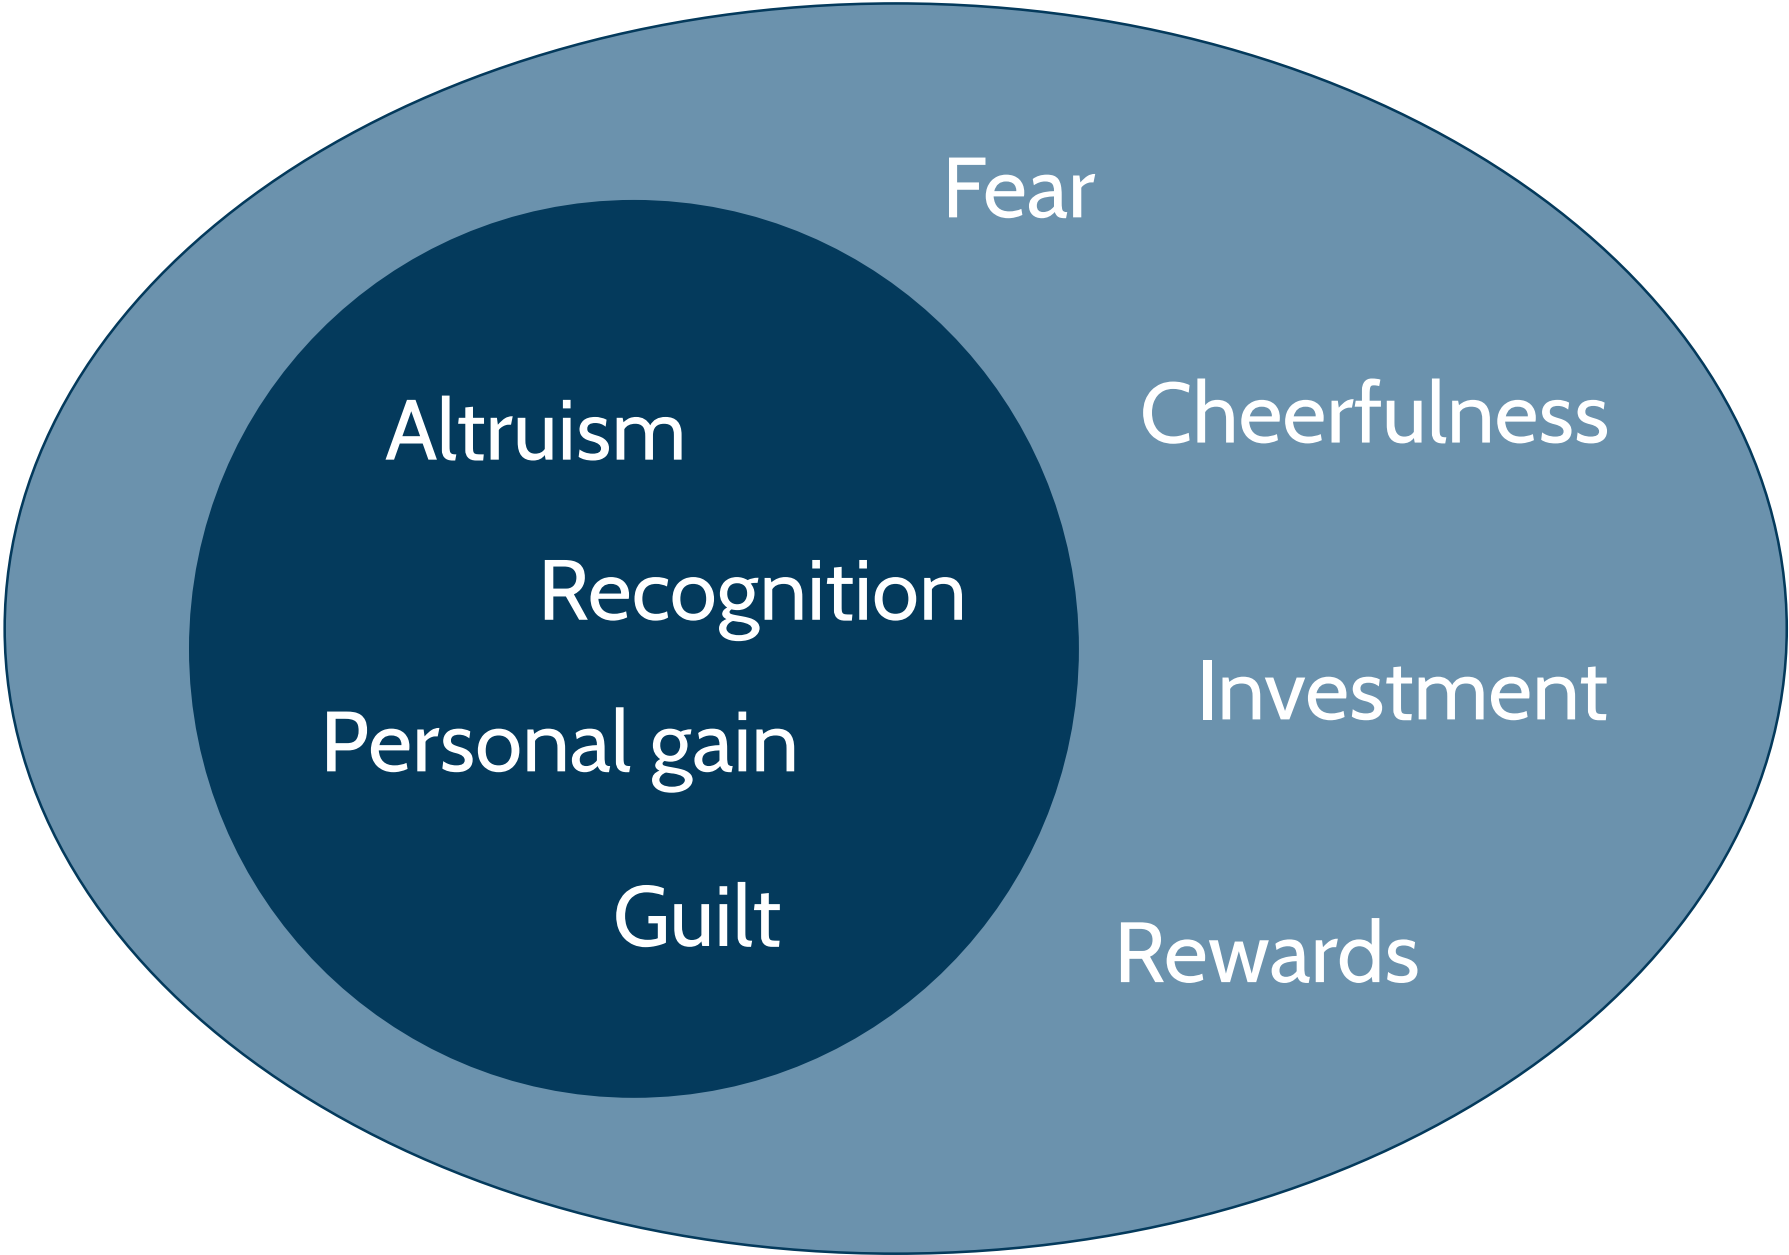 Fear
Cheerfulness
Altruism
Recognition
Investment
Personal gain
Guilt
Rewards